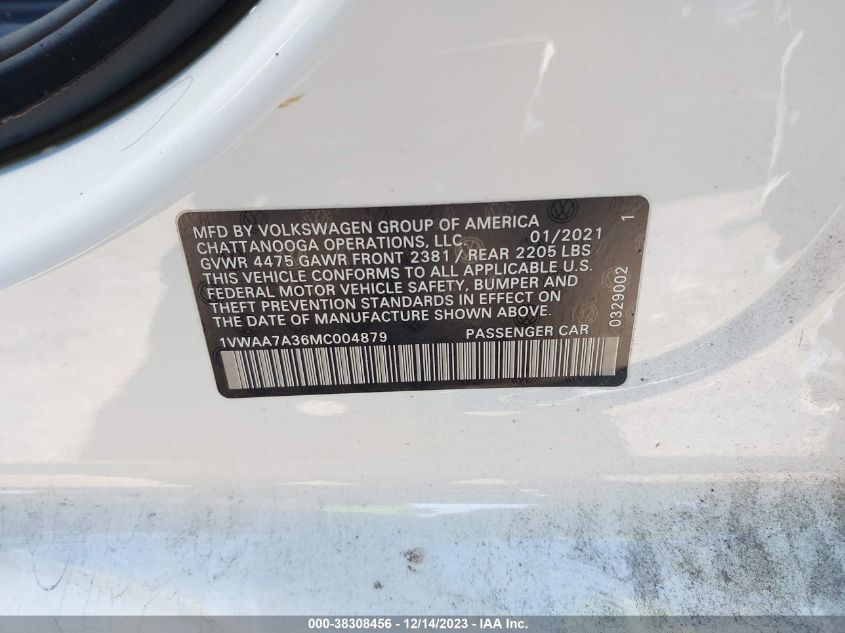 MFD BY VOLKSWAGEN GROUP OF AMERICA
CHATTANOOGA OPERATIONS, LLC. 01/2021
GVWR 4475 GAWR FRONT 2381/ REAR 2205 LBS
THIS VEHICLE CONFORMS TO ALL APPLICABLE U.S.
FEDERAL MOTOR VEHICLE SAFETY, BUMPER AND
THEFT PREVENTION STANDARDS IN EFFECT ON
THE DATE OF MANUFACTURE SHOWN ABOVE.
1VWAA7A36MC004879 PASSENGER CAR
0329002 1
000-38308456 - 12/14/2023 - IAA Inc.